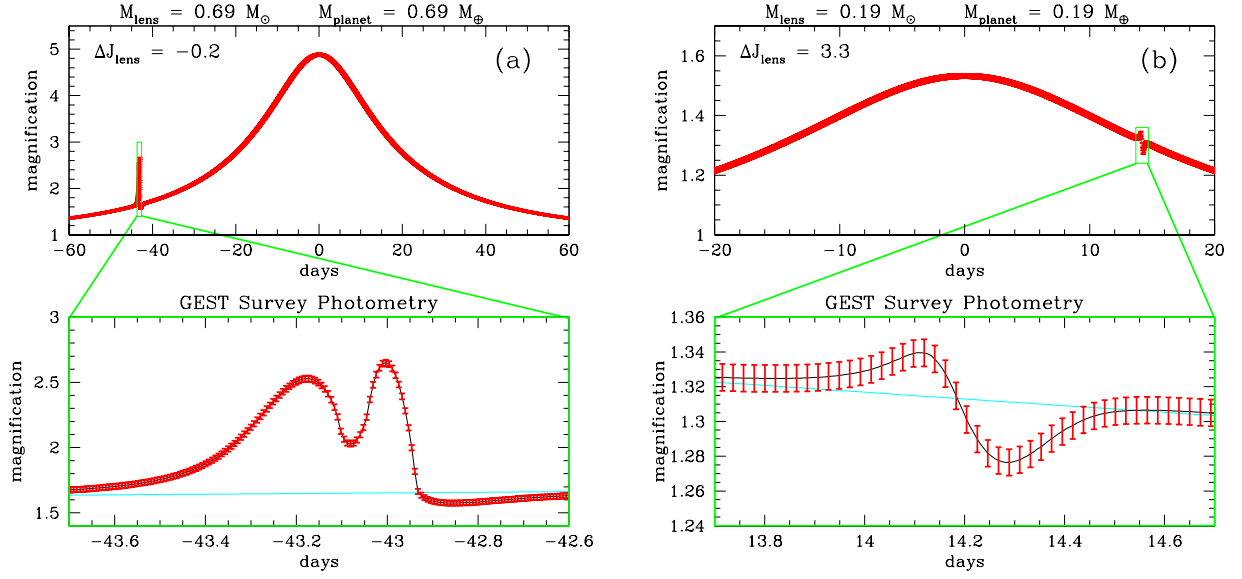 M_lens = 0.69 M_⊙ M_planet = 0.69 M_⊕
ΔJ_lens = −0.2
(a)
magnification
5
4
3
2
1
−60 −40 −20 0 20 40 60
days
GEST Survey Photometry
magnification
3
2.5
2
1.5
−43.6 −43.4 −43.2 −43 −42.8 −42.6
days
M_lens = 0.19 M_⊙ M_planet = 0.19 M_⊕
ΔJ_lens = 3.3
(b)
magnification
1.6
1.4
1.2
1
−20 −10 0 10 20
days
GEST Survey Photometry
magnification
1.36
1.34
1.32
1.3
1.28
1.26
1.24
13.8 14 14.2 14.4 14.6
days